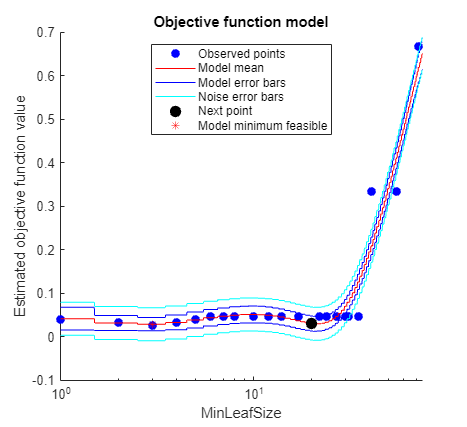 Objective function model
Observed points
Model mean
Model error bars
Noise error bars
Next point
Model minimum feasible
Estimated objective function value
0.7
0.6
0.5
0.4
0.3
0.2
0.1
0
-0.1
10^0
10^1
MinLeafSize